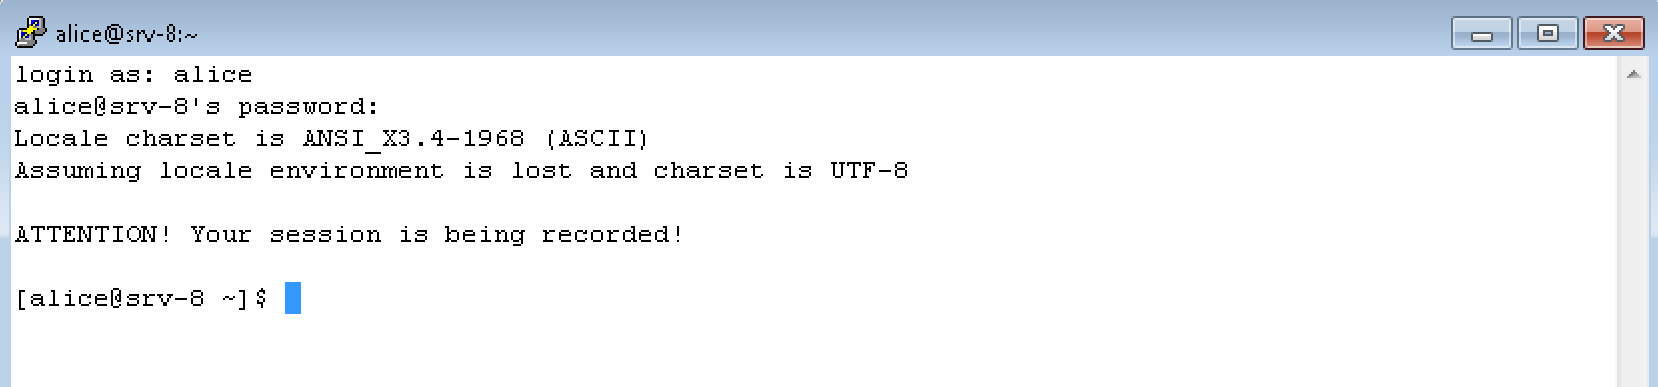 alice@srv-8:~
login as: alice
alice@srv-8's password:
Locale charset is ANSI_X3.4-1968 (ASCII)
Assuming locale environment is lost and charset is UTF-8
ATTENTION! Your session is being recorded!
[alice@srv-8 ~]$